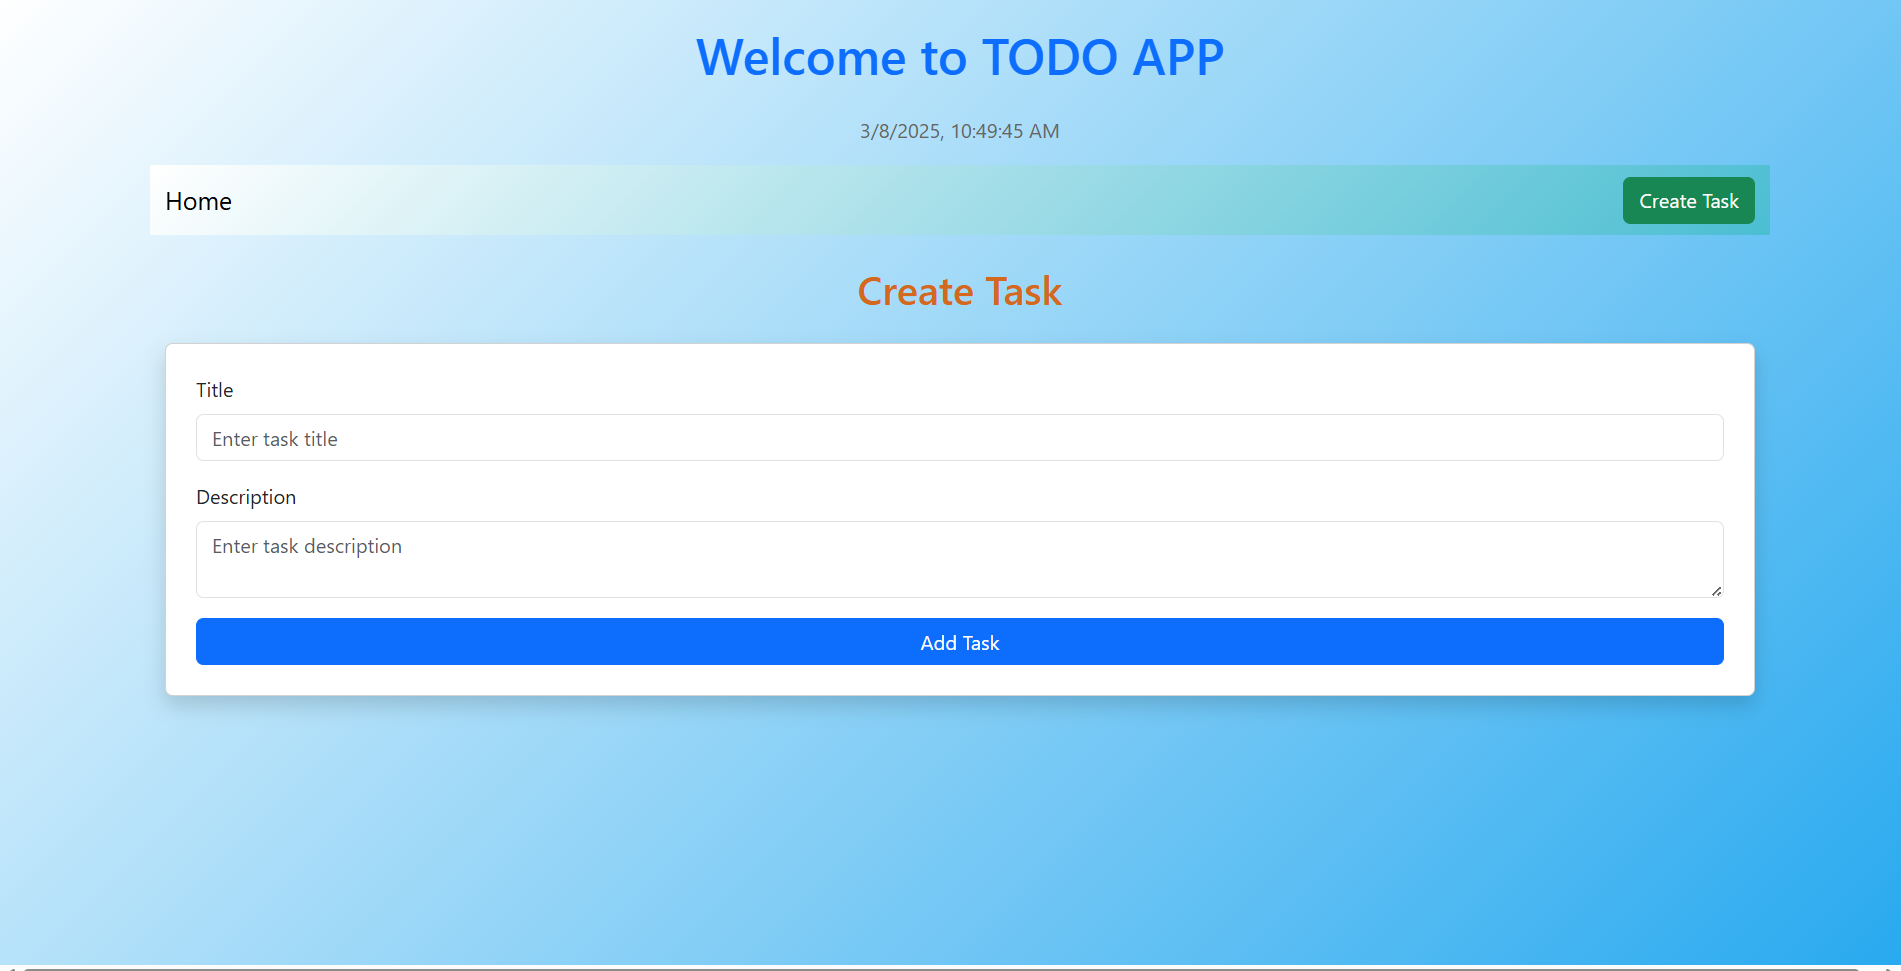 Welcome to TODO APP
3/8/2025, 10:49:45 AM
Home
Create Task
Create Task
Title
Enter task title
Description
Enter task description
Add Task